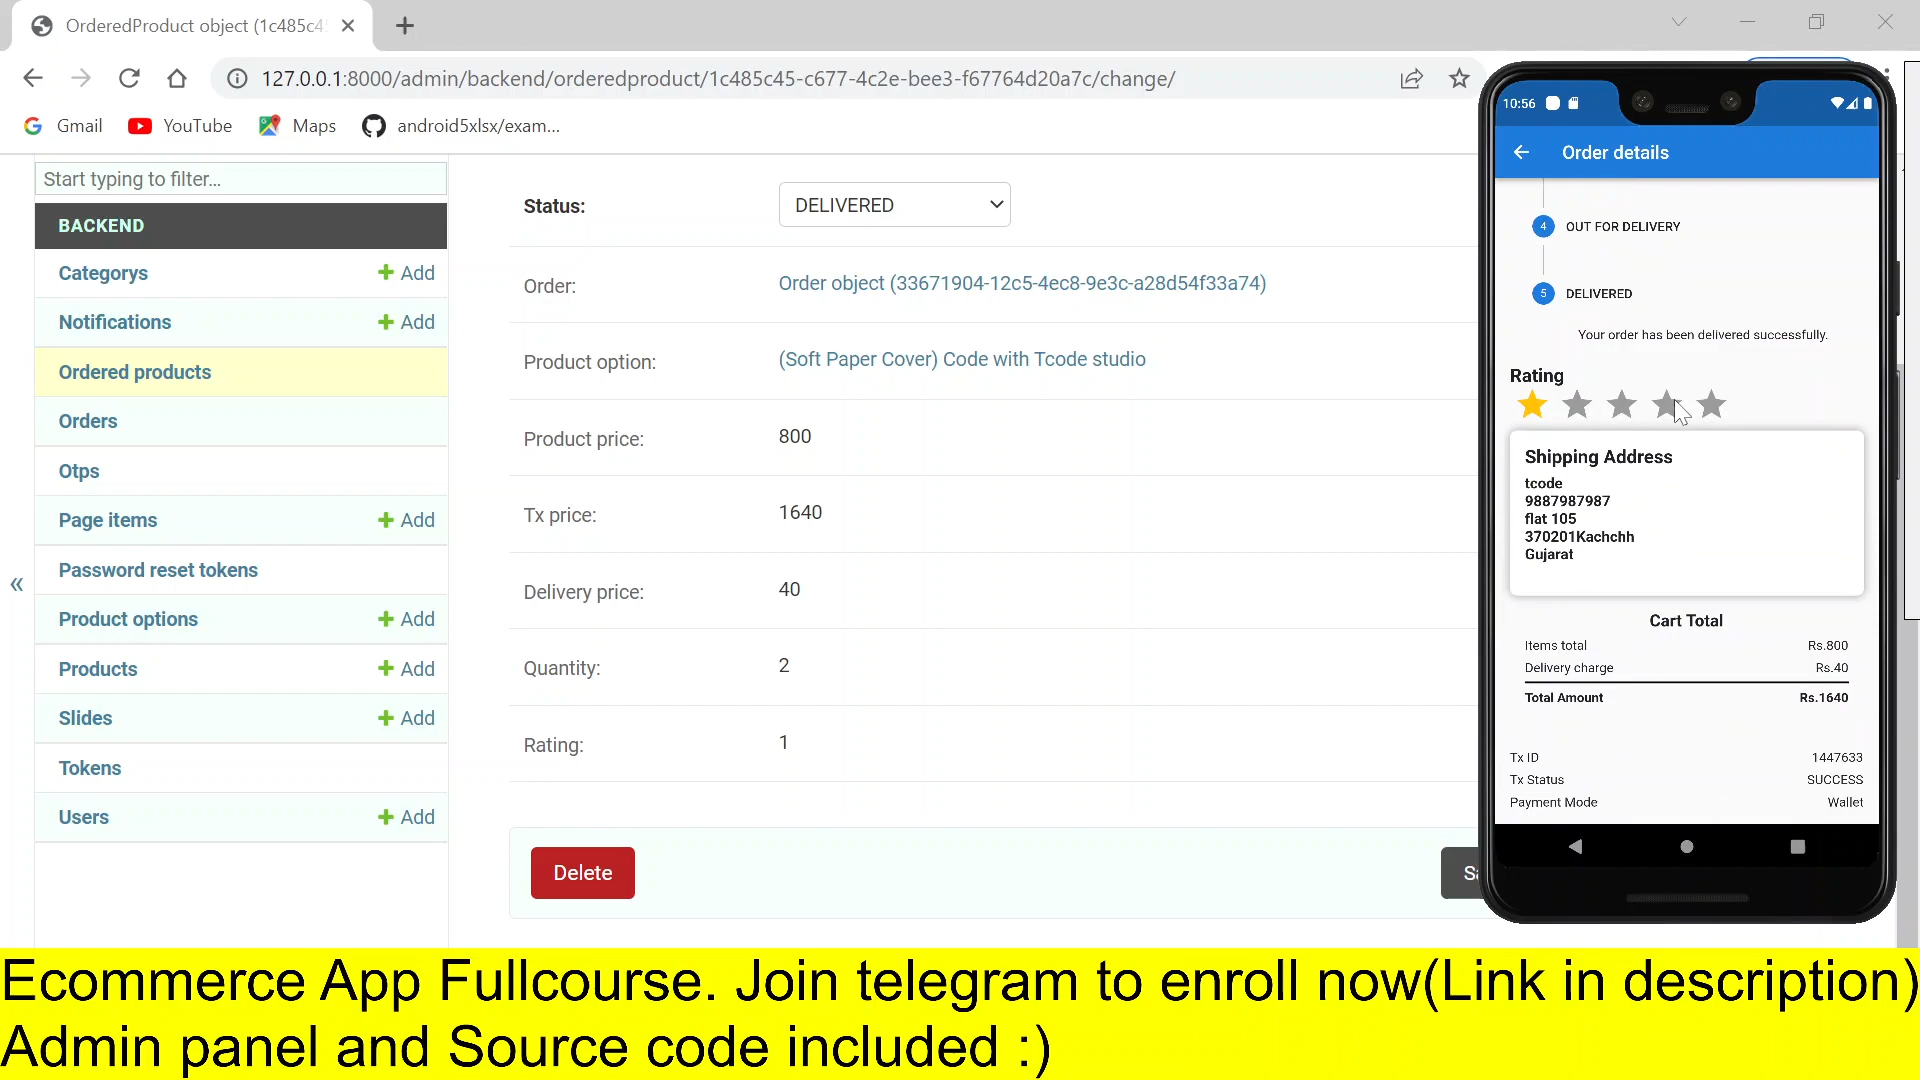 OrderedProduct object (1c485c45
127.0.0.1:8000/admin/backend/orderedproduct/1c485c45-c677-4c2e-bee3-f67764d20a7c/change/
Gmail YouTube Maps android5xlsx/exam...
Start typing to filter...
BACKEND
Categorys + Add
Notifications + Add
Ordered products
Orders
Otps
Page items + Add
Password reset tokens
Product options + Add
Products + Add
Slides + Add
Tokens
Users + Add
«
Status: DELIVERED
Order: Order object (33671904-12c5-4ec8-9e3c-a28d54f33a74)
Product option: (Soft Paper Cover) Code with Tcode studio
Product price: 800
Tx price: 1640
Delivery price: 40
Quantity: 2
Rating: 1
Delete
10:56
Order details
4 OUT FOR DELIVERY
5 DELIVERED
Your order has been delivered successfully.
Rating
Shipping Address
tcode
9887987987
flat 105
370201Kachchh
Gujarat
Cart Total
Items total Rs.800
Delivery charge Rs.40
Total Amount Rs.1640
Tx ID 1447633
Tx Status SUCCESS
Payment Mode Wallet
Ecommerce App Fullcourse. Join telegram to enroll now(Link in description)
Admin panel and Source code included :)